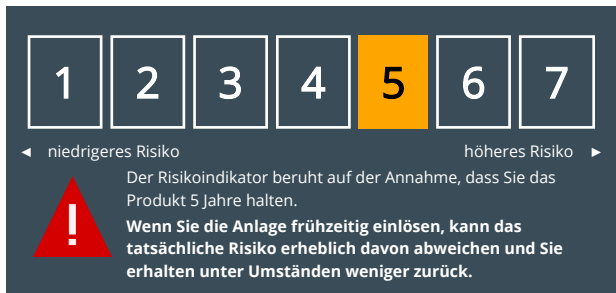 1 2 3 4 5 6 7
◄ niedrigeres Risiko höheres Risiko ►
Der Risikoindikator beruht auf der Annahme, dass Sie das
Produkt 5 Jahre halten.
Wenn Sie die Anlage frühzeitig einlösen, kann das
tatsächliche Risiko erheblich davon abweichen und Sie
erhalten unter Umständen weniger zurück.
!